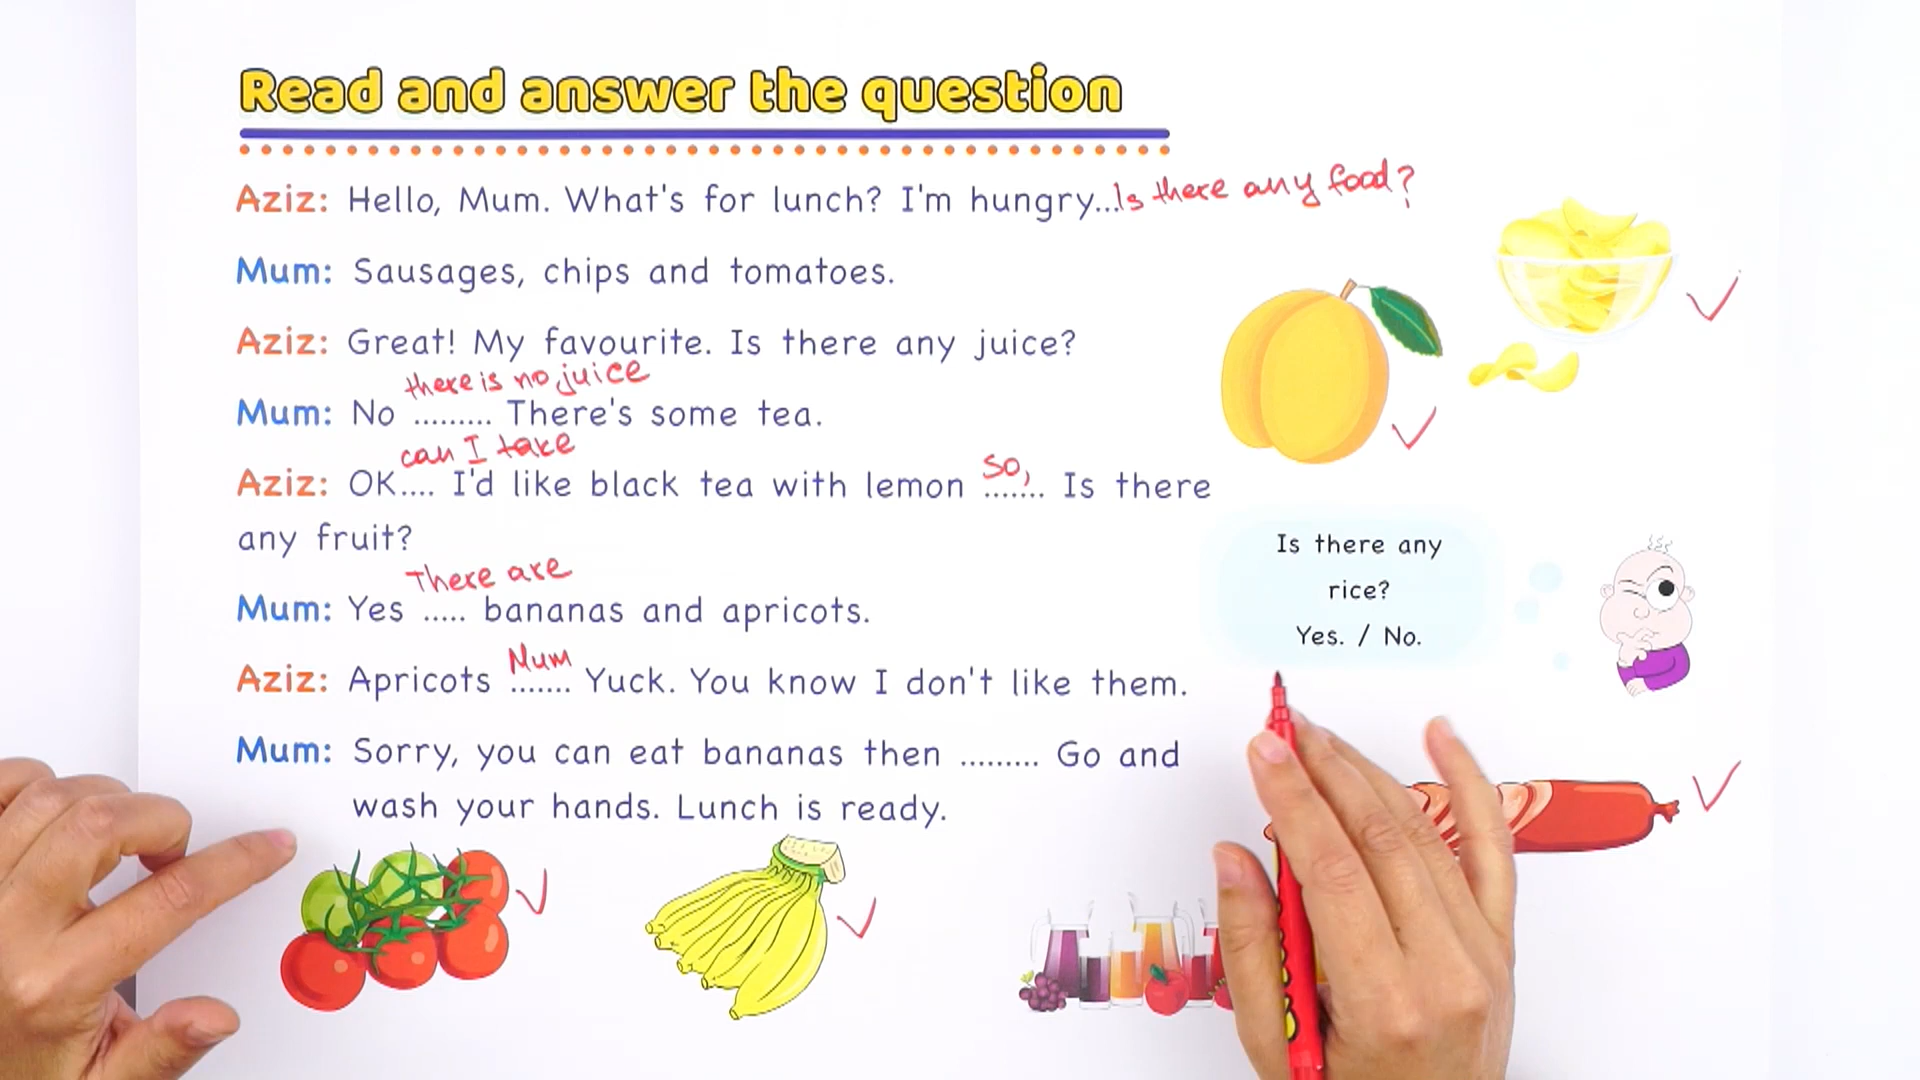 Read and answer the question
Aziz: Hello, Mum. What's for lunch? I'm hungry...Is there any food?
Mum: Sausages, chips and tomatoes.
Aziz: Great! My favourite. Is there any juice?
there is no juice
Mum: No ......... There's some tea.
can I take
so,
Aziz: OK.... I'd like black tea with lemon ....... Is there
any fruit?
There are
Mum: Yes ..... bananas and apricots.
Mum
Aziz: Apricots ....... Yuck. You know I don't like them.
Mum: Sorry, you can eat bananas then ......... Go and
wash your hands. Lunch is ready.
Is there any
rice?
Yes. / No.